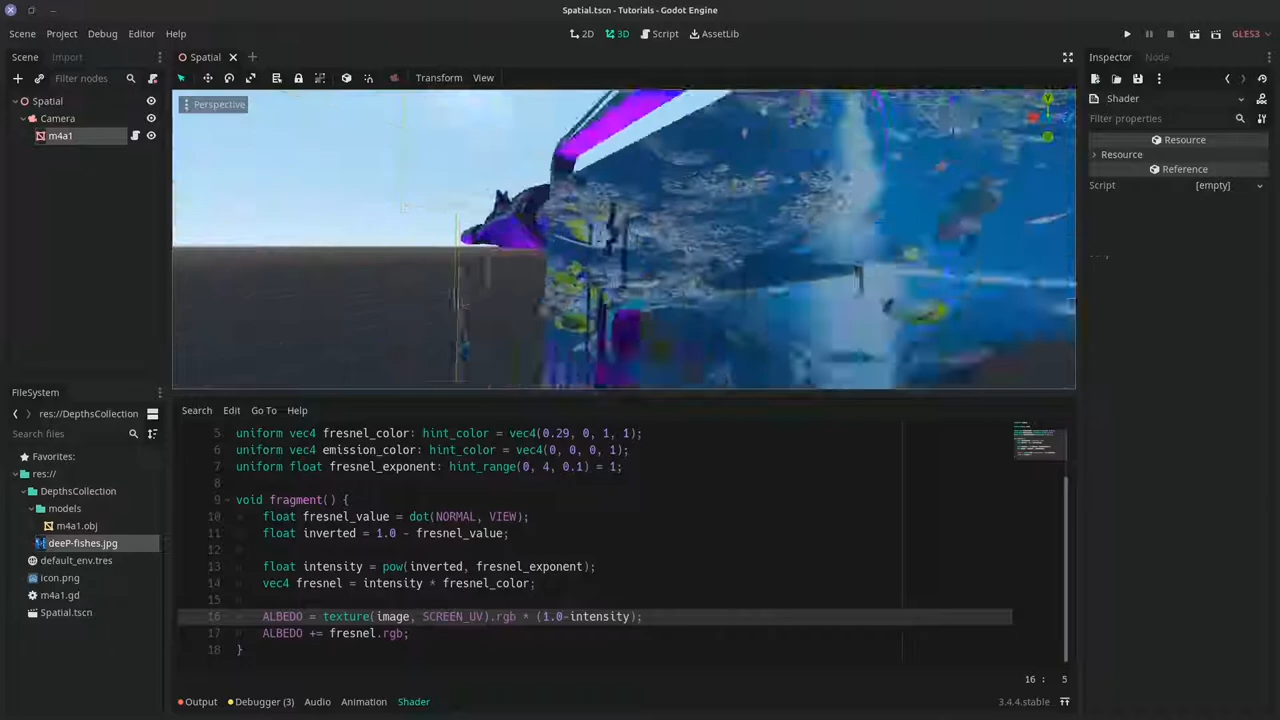 Spatial.tscn - Tutorials - Godot Engine
Scene Project Debug Editor Help
2D 3D Script AssetLib
GLES3
Scene Import
Spatial
Inspector Node
Filter nodes
Transform View
Spatial
Camera
m4a1
Perspective
Y
Shader
Filter properties
Resource
Resource
Reference
Script [empty]
FileSystem
res://DepthsCollection
Search files
Favorites:
res://
DepthsCollection
models
m4a1.obj
deeP-fishes.jpg
default_env.tres
icon.png
m4a1.gd
Spatial.tscn
Search Edit Go To Help
5 uniform vec4 fresnel_color: hint_color = vec4(0.29, 0, 1, 1);
6 uniform vec4 emission_color: hint_color = vec4(0, 0, 0, 1);
7 uniform float fresnel_exponent: hint_range(0, 4, 0.1) = 1;
8
9 void fragment() {
10 float fresnel_value = dot(NORMAL, VIEW);
11 float inverted = 1.0 - fresnel_value;
12
13 float intensity = pow(inverted, fresnel_exponent);
14 vec4 fresnel = intensity * fresnel_color;
15
16 ALBEDO = texture(image, SCREEN_UV).rgb * (1.0-intensity);
17 ALBEDO += fresnel.rgb;
18 }
16 : 5
Output Debugger (3) Audio Animation Shader
3.4.4.stable